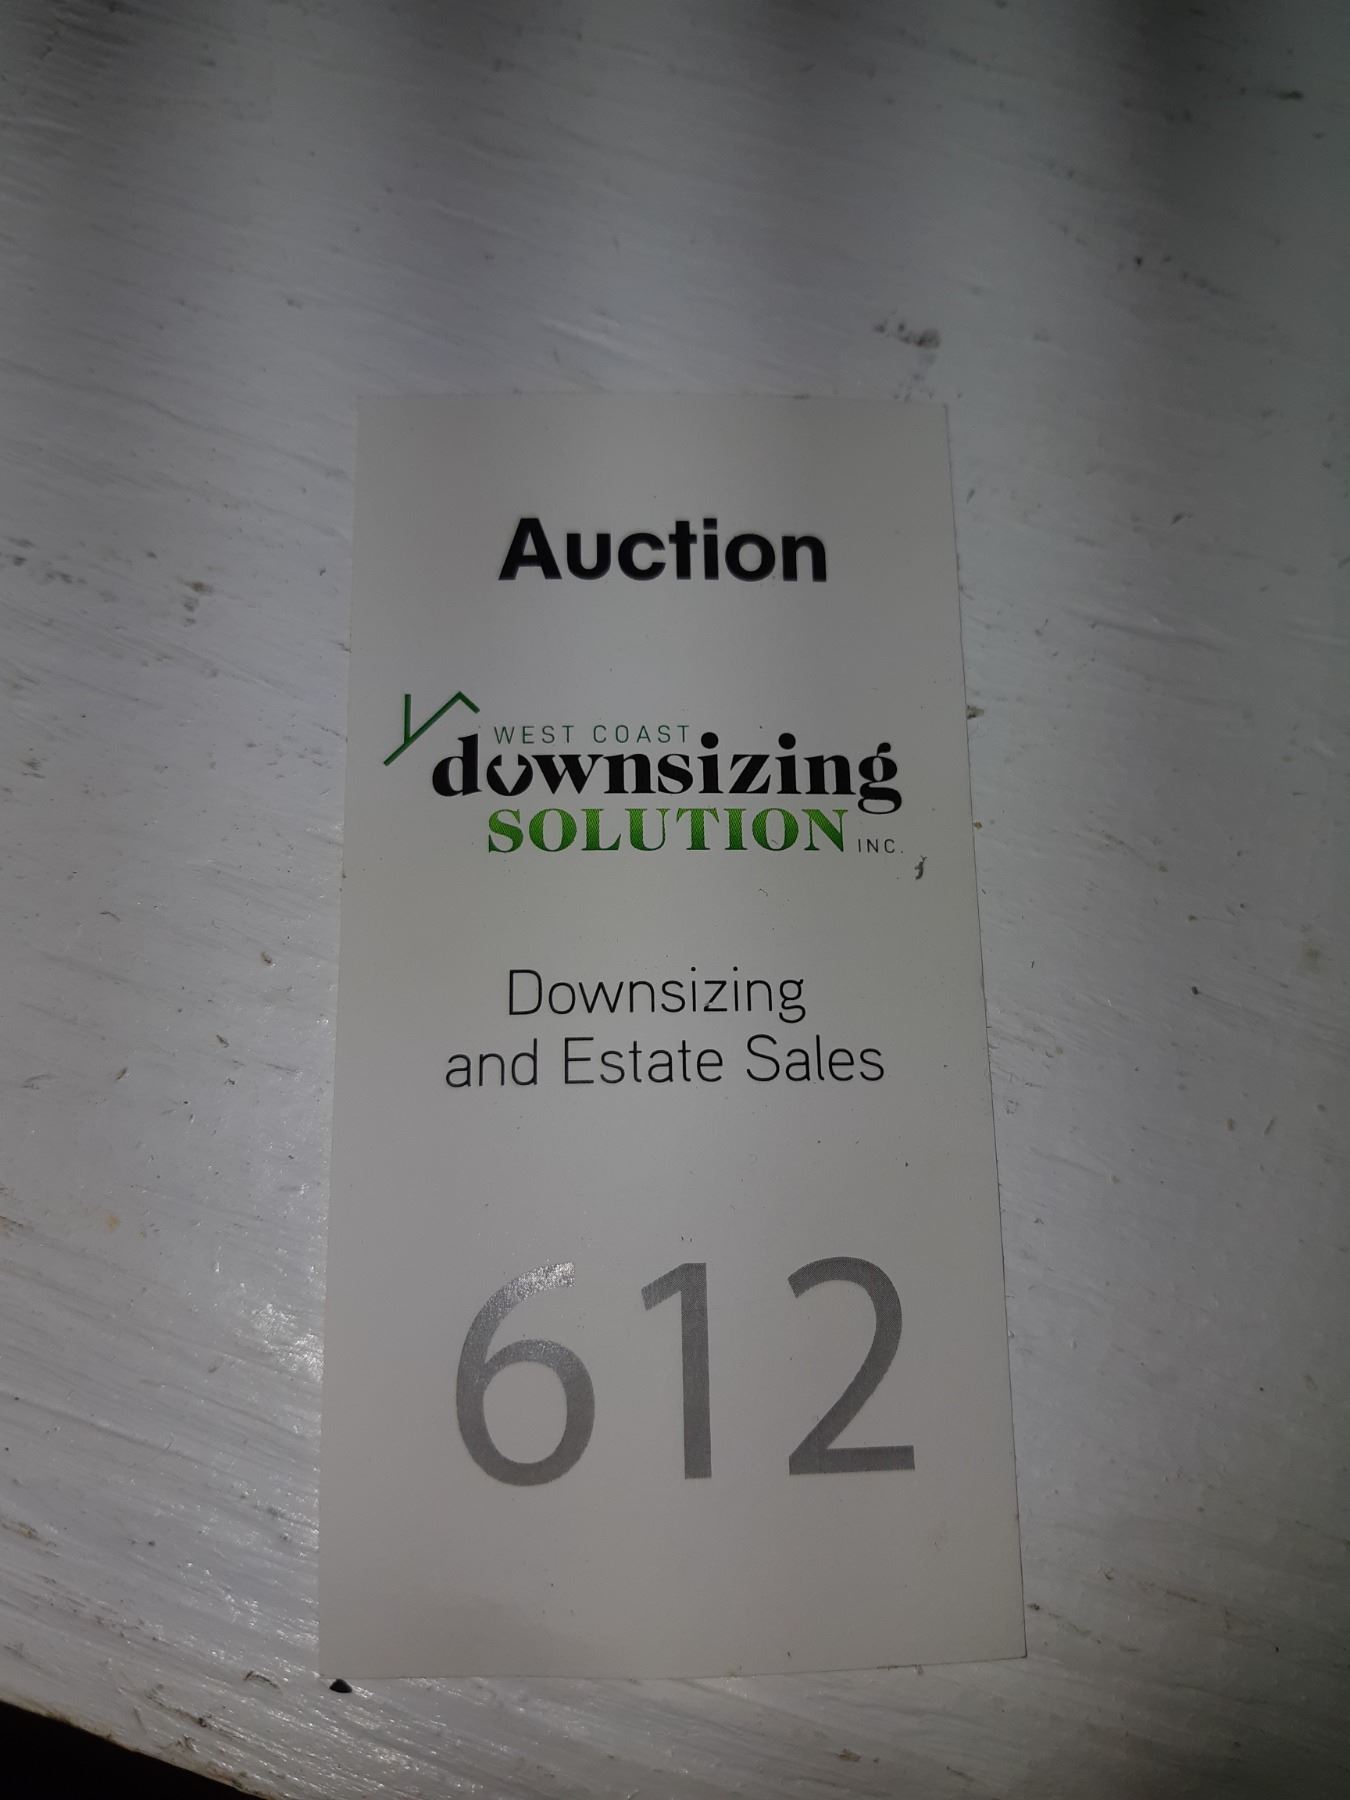 Auction
WEST COAST
downsizing
SOLUTION INC.
Downsizing
and Estate Sales
612